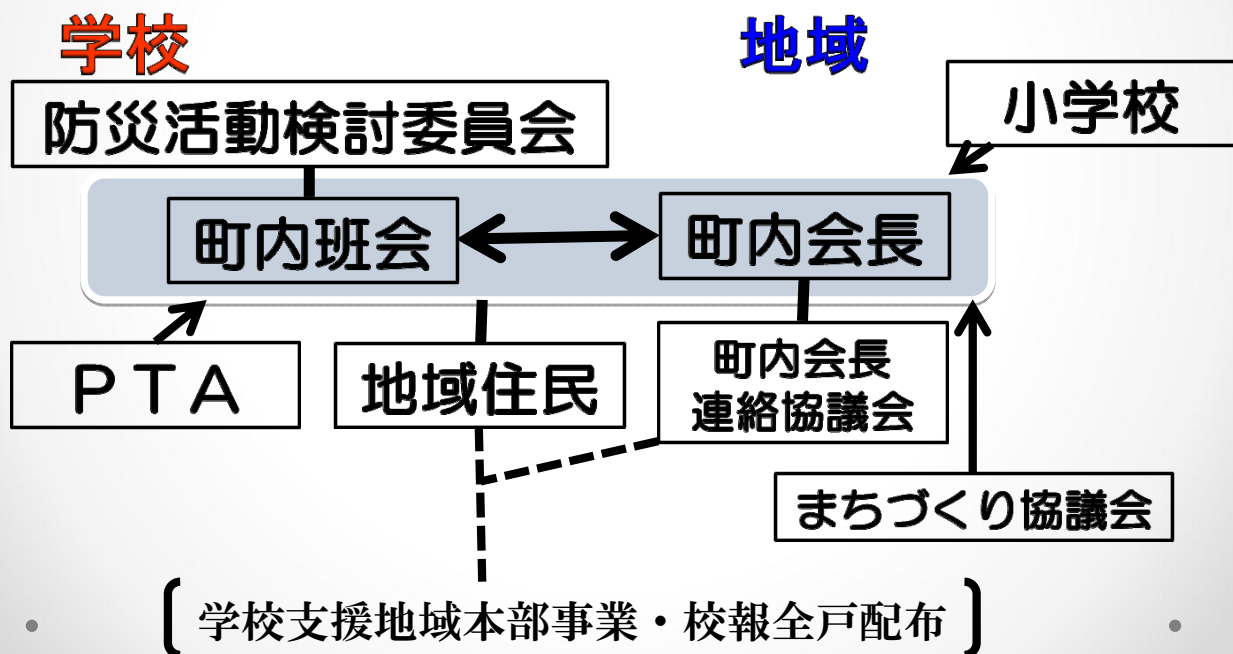 学校
地域
防災活動検討委員会
小学校
町内班会
町内会長
PTA
地域住民
町内会長
連絡協議会
まちづくり協議会
学校支援地域本部事業・校報全戸配布